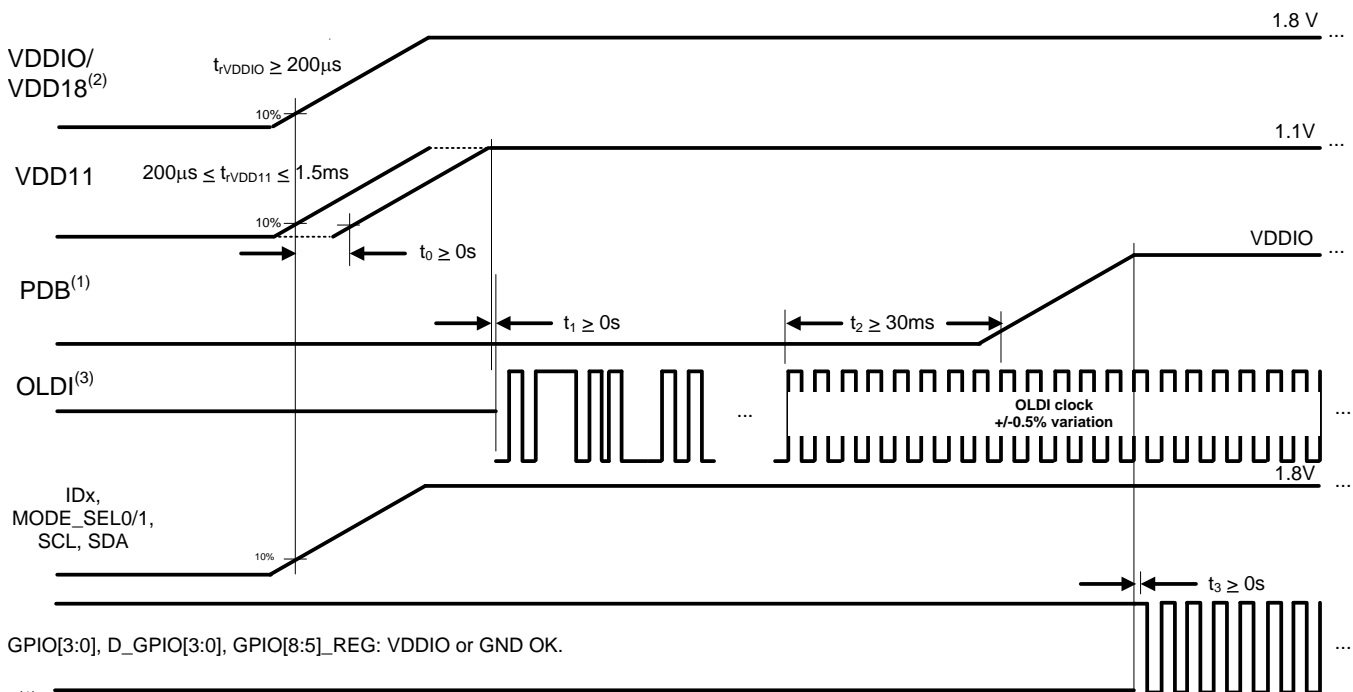 1.8 V
...
VDDIO/
VDD18(2)
trVDDIO ≥ 200µs
10%
1.1V
...
VDD11
200µs ≤ trVDD11 ≤ 1.5ms
10%
t0 ≥ 0s
VDDIO
...
PDB(1)
t1 ≥ 0s
t2 ≥ 30ms
OLDI(3)
...
OLDI clock
+/-0.5% variation
...
1.8V
...
IDx,
MODE_SEL0/1,
SCL, SDA
10%
t3 ≥ 0s
GPIO[3:0], D_GPIO[3:0], GPIO[8:5]_REG: VDDIO or GND OK.
...